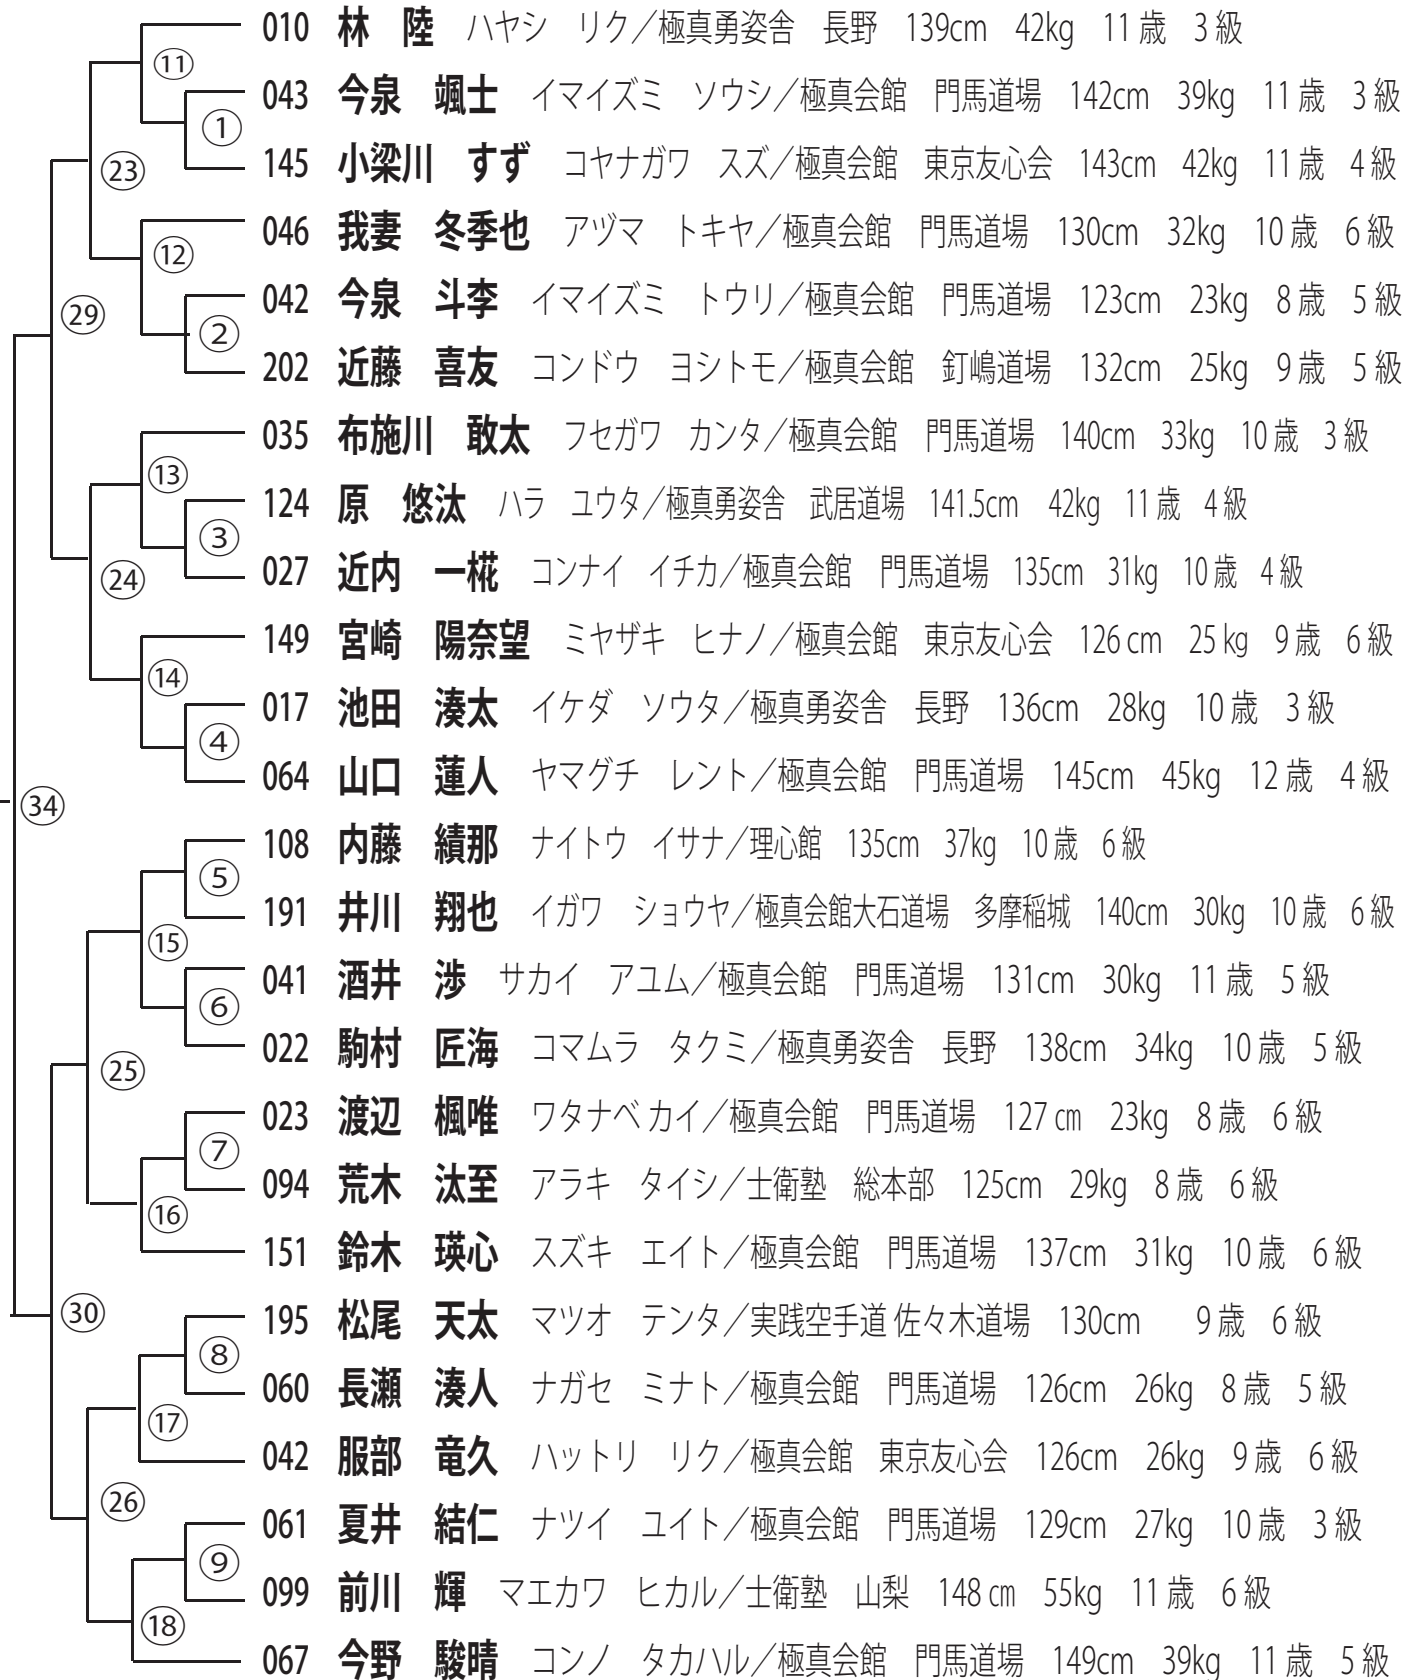 010 林 陸 ハヤシ リク／極真勇姿舎 長野 139cm 42kg 11歳 3級
⑪
043 今泉 颯士 イマイズミ ソウシ／極真会館 門馬道場 142cm 39kg 11歳 3級
①
145 小梁川 すず コヤナガワ スズ／極真会館 東京友心会 143cm 42kg 11歳 4級
㉓
046 我妻 冬季也 アヅマ トキヤ／極真会館 門馬道場 130cm 32kg 10歳 6級
⑫
042 今泉 斗李 イマイズミ トウリ／極真会館 門馬道場 123cm 23kg 8歳 5級
㉙
②
202 近藤 喜友 コンドウ ヨシトモ／極真会館 釘嶋道場 132cm 25kg 9歳 5級
035 布施川 敢太 フセガワ カンタ／極真会館 門馬道場 140cm 33kg 10歳 3級
⑬
124 原 悠汰 ハラ ユウタ／極真勇姿舎 武居道場 141.5cm 42kg 11歳 4級
③
027 近内 一椛 コンナイ イチカ／極真会館 門馬道場 135cm 31kg 10歳 4級
㉔
149 宮崎 陽奈望 ミヤザキ ヒナノ／極真会館 東京友心会 126 cm 25 kg 9歳 6級
⑭
017 池田 湊太 イケダ ソウタ／極真勇姿舎 長野 136cm 28kg 10歳 3級
④
064 山口 蓮人 ヤマグチ レント／極真会館 門馬道場 145cm 45kg 12歳 4級
㉞
108 内藤 績那 ナイトウ イサナ／理心館 135cm 37kg 10歳 6級
⑤
191 井川 翔也 イガワ ショウヤ／極真会館大石道場 多摩稲城 140cm 30kg 10歳 6級
⑮
041 酒井 渉 サカイ アユム／極真会館 門馬道場 131cm 30kg 11歳 5級
⑥
022 駒村 匠海 コマムラ タクミ／極真勇姿舎 長野 138cm 34kg 10歳 5級
㉕
023 渡辺 楓唯 ワタナベ カイ／極真会館 門馬道場 127㎝ 23kg 8歳 6級
⑦
094 荒木 汰至 アラキ タイシ／士衛塾 総本部 125cm 29kg 8歳 6級
⑯
151 鈴木 瑛心 スズキ エイト／極真会館 門馬道場 137cm 31kg 10歳 6級
㉚
195 松尾 天太 マツオ テンタ／実践空手道 佐々木道場 130cm 9歳 6級
⑧
060 長瀬 湊人 ナガセ ミナト／極真会館 門馬道場 126cm 26kg 8歳 5級
⑰
042 服部 竜久 ハットリ リク／極真会館 東京友心会 126cm 26kg 9歳 6級
㉖
061 夏井 結仁 ナツイ ユイト／極真会館 門馬道場 129cm 27kg 10歳 3級
⑨
099 前川 輝 マエカワ ヒカル／士衛塾 山梨 148㎝ 55kg 11歳 6級
⑱
067 今野 駿晴 コンノ タカハル／極真会館 門馬道場 149cm 39kg 11歳 5級